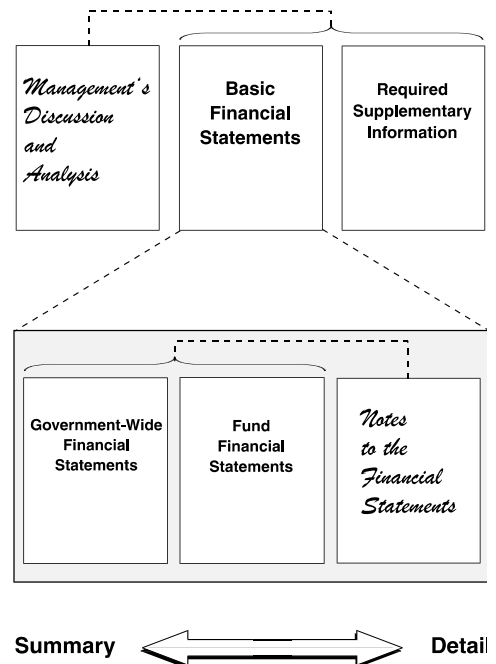 Management's
Discussion
and
Analysis
Basic
Financial
Statements
Required
Supplementary
Information
Government-Wide
Financial
Statements
Fund
Financial
Statements
Notes
to the
Financial
Statements
Summary
Detail